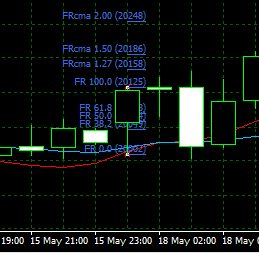 FRcma 2.00 (20248)
FRcma 1.50 (20186)
FRcma 1.27 (20158)
FR 100.0 (20125)
FR 61.8
FR 50.0
FR 38.2
FR 0.0
19:00 15 May 21:00 15 May 23:00 18 May 02:00 18 May 0